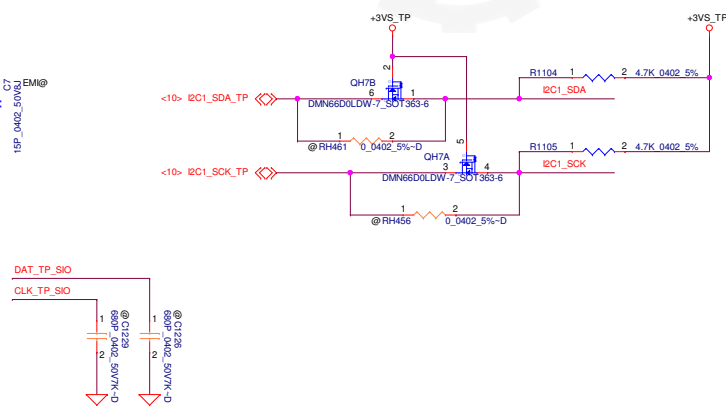 +3VS_TP
+3VS_TP
C7
EMI@
15P_0402_50V8J
2
QH7B
R1104
1
2
4.7K_0402_5%
<10>
I2C1_SDA_TP
6
1
I2C1_SDA
DMN66D0LDW-7_SOT363-6
1
2
5
@RH461
0_0402_5%~D
QH7A
R1105
1
2
4.7K_0402_5%
<10>
I2C1_SCK_TP
3
4
I2C1_SCK
DMN66D0LDW-7_SOT363-6
1
2
@RH456
0_0402_5%~D
DAT_TP_SIO
CLK_TP_SIO
1
2
@C1229
680P_0402_50V7K~D
1
2
@C1226
680P_0402_50V7K~D